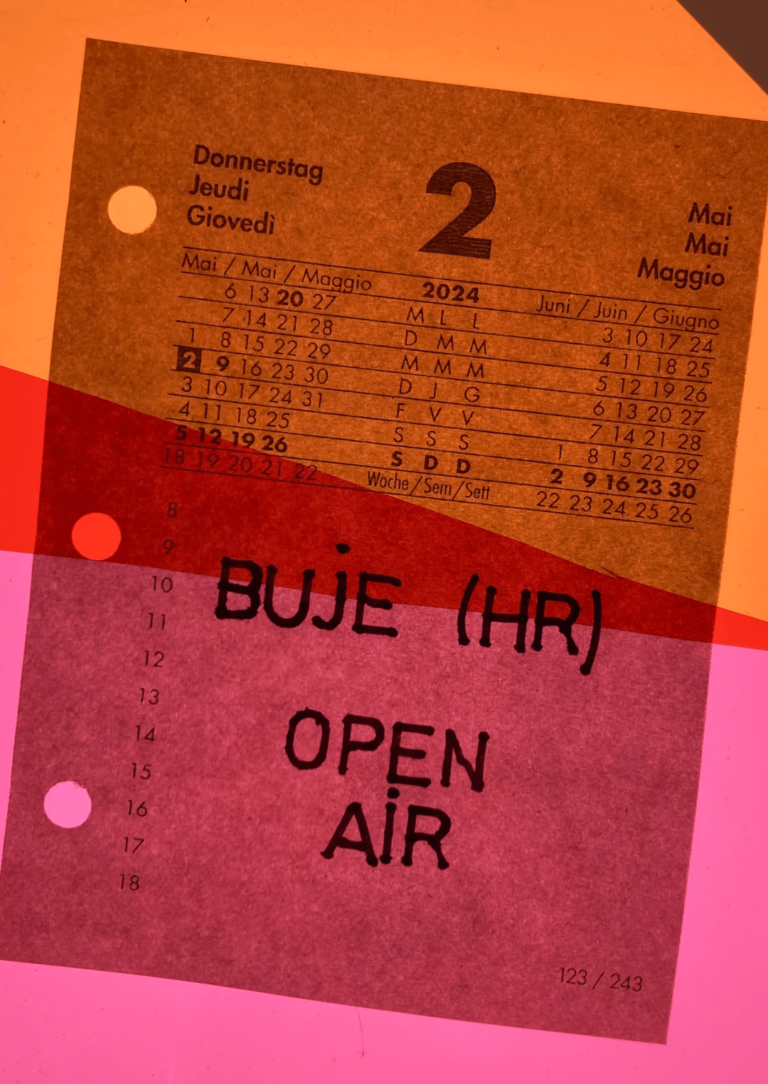 Donnerstag
Jeudi
Giovedì
2
Mai
Mai
Maggio
Mai / Mai / Maggio 2024 Juni / Juin / Giugno
6 13 20 27 M L L 3 10 17 24
7 14 21 28 D M M 4 11 18 25
1 8 15 22 29 M M M 5 12 19 26
2 9 16 23 30 D J G 6 13 20 27
3 10 17 24 31 F V V 7 14 21 28
4 11 18 25 S S S 1 8 15 22 29
5 12 19 26 S D D 2 9 16 23 30
18 19 20 21 22 Woche/Sem/Sett 22 23 24 25 26
8
9
10
BUJE (HR)
11
12
13
14
OPEN
15
16
AIR
17
18
123 / 243